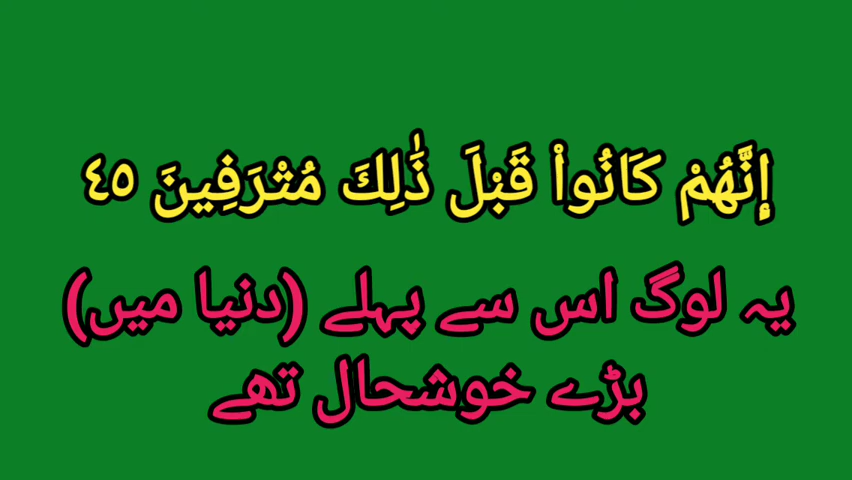 إِنَّهُمْ كَانُوا۟ قَبْلَ ذَٰلِكَ مُتْرَفِينَ ٤٥
یہ لوگ اس سے پہلے (دنیا میں)
بڑے خوشحال تھے